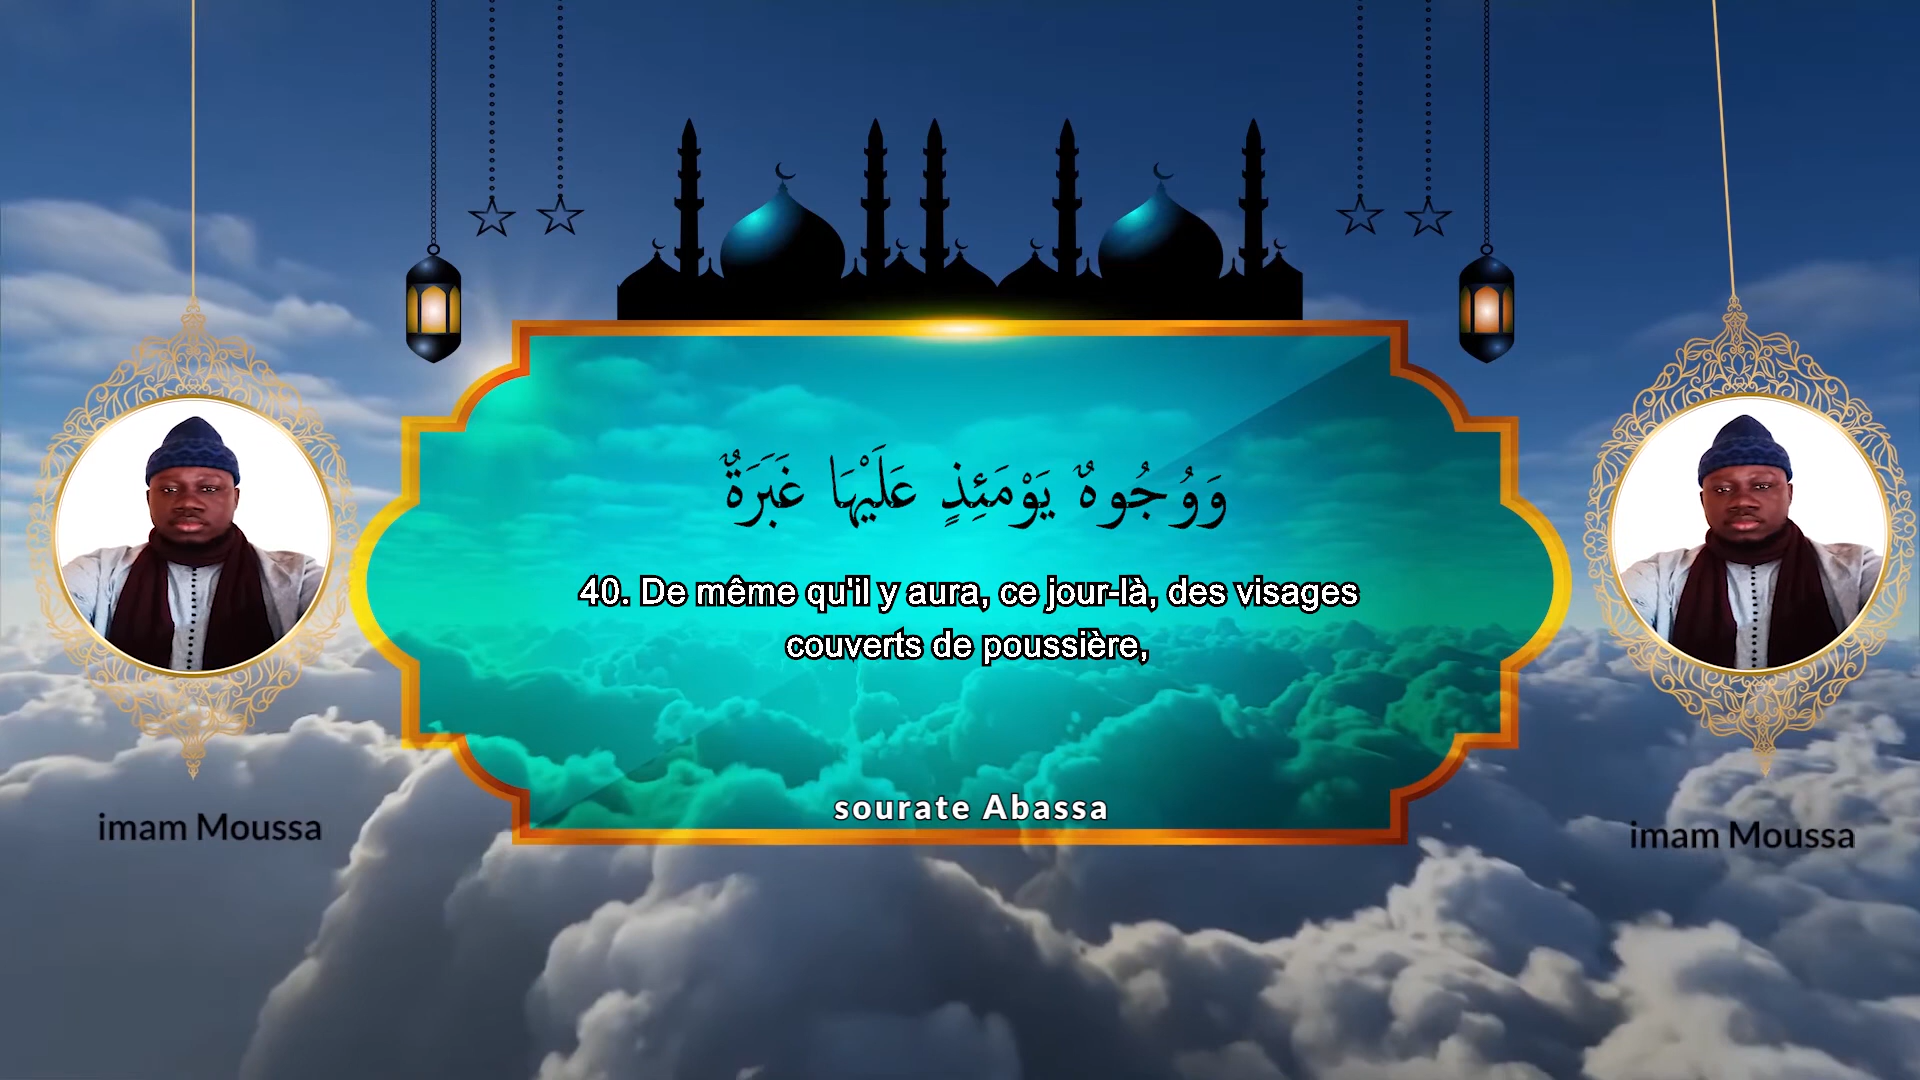 وَوُجُوهٌ يَوْمَئِذٍ عَلَيْهَا غَبَرَةٌ
40. De même qu'il y aura, ce jour-là, des visages
couverts de poussière,
sourate Abassa
imam Moussa
imam Moussa